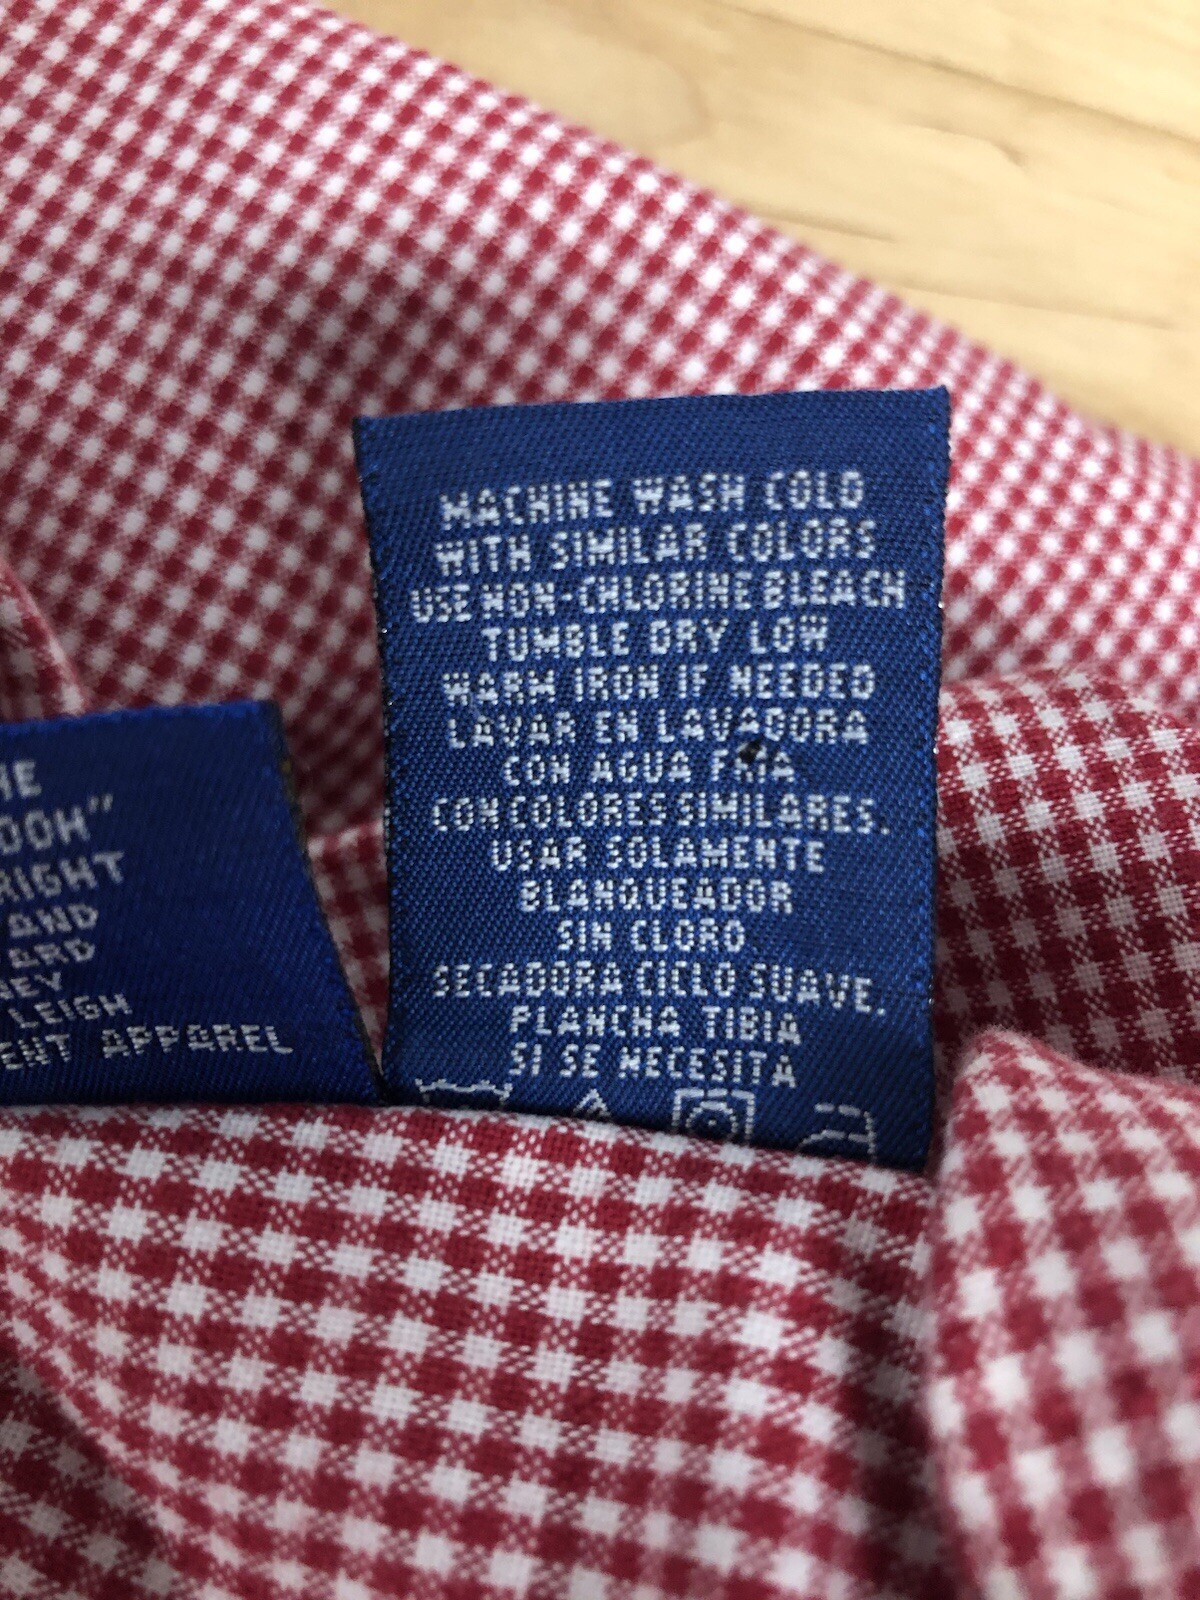 MACHINE WASH COLD
WITH SIMILAR COLORS
USE NON-CHLORINE BLEACH
TUMBLE DRY LOW
WARM IRON IF NEEDED
LAVAR EN LAVADORA
CON AGUA FRIA
CON COLORES SIMILARES.
USAR SOLAMENTE
BLANQUEADOR
SIN CLORO
SECADORA CICLO SUAVE.
PLANCHA TIBIA
SI SE NECESITA
RIGHT
AND
LEIGH
APPAREL